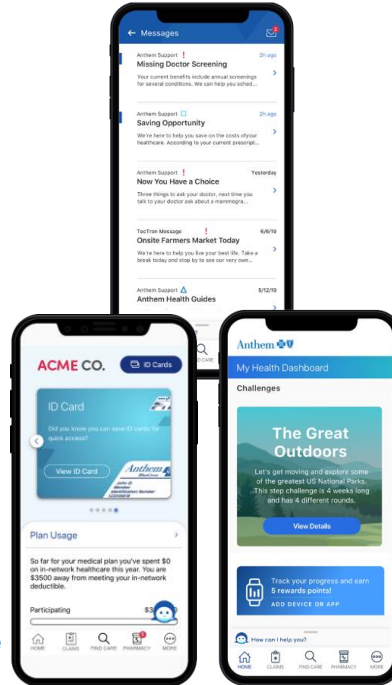 Messages
Anthem Support ! 2h ago
Missing Doctor Screening
Your current benefits include annual screenings
for several conditions. We can help you sched...
Anthem Support 2h ago
Saving Opportunity
We're here to help you save on the costs ofyour
healthcare. According to your current prescript...
Anthem Support ! Yesterday
Now You Have a Choice
Three things to ask your doctor, next time you
talk to your doctor ask about a mammogra...
TocTron Message ! 6/6/19
Onsite Farmers Market Today
We're here to help you live your best life. Take a
break today and stop by to see our very own...
Anthem Support 5/12/19
Anthem Health Guides
ACME CO.
ID Cards
ID Card
Did you know you can save ID cards for
quick access?
View ID Card
Anthem
Plan Usage
So far for your medical plan you've spent $0
on in-network healthcare this year. You are
$3500 away from meeting your in-network
deductible.
Participating
HOME CLAIMS FIND CARE PHARMACY MORE
Anthem
My Health Dashboard
Challenges
The Great
Outdoors
Let's get moving and explore some
of the greatest US National Parks.
This step challenge is 4 weeks long
and has 4 different rounds.
View Details
Track your progress and earn
5 rewards points!
ADD DEVICE OR APP
How can I help you?
HOME CLAIMS FIND CARE PHARMACY MORE